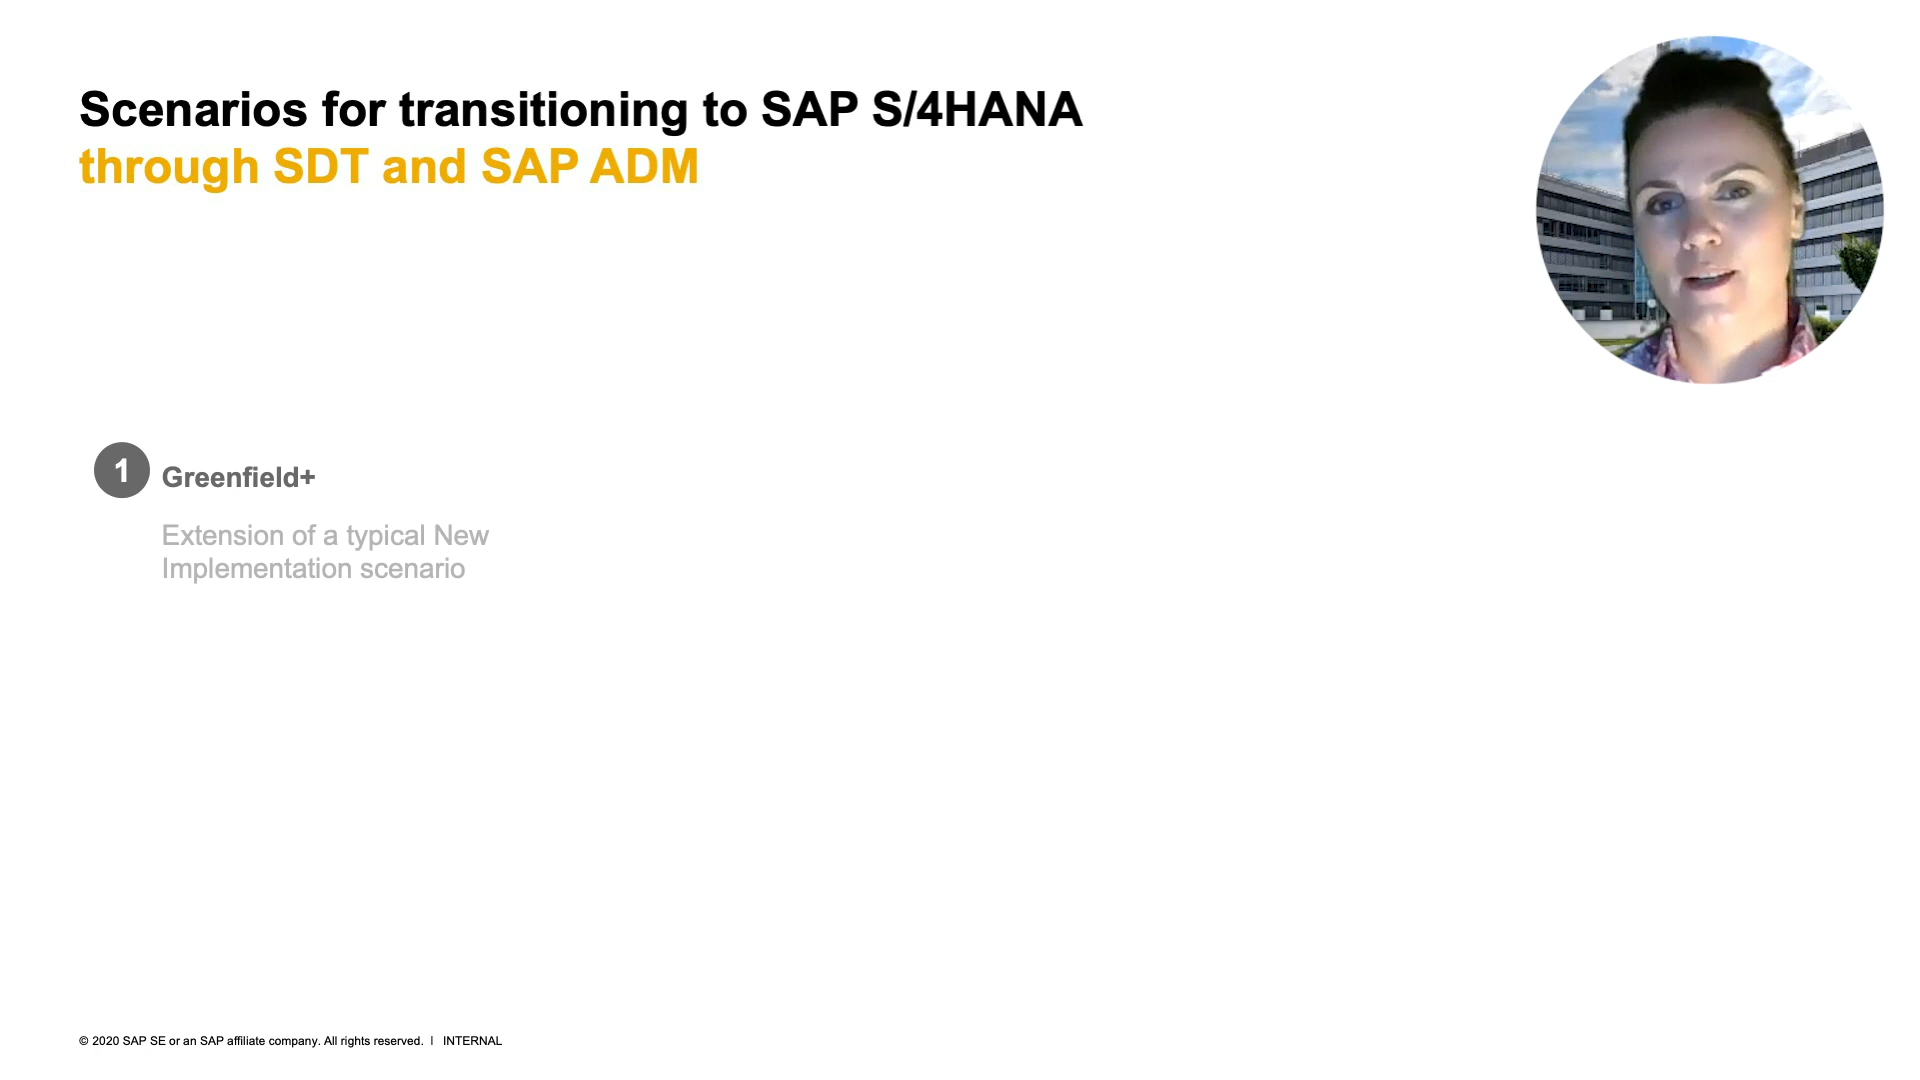 Scenarios for transitioning to SAP S/4HANA
through SDT and SAP ADM
1
Greenfield+
Extension of a typical New
Implementation scenario
© 2020 SAP SE or an SAP affiliate company. All rights reserved. | INTERNAL